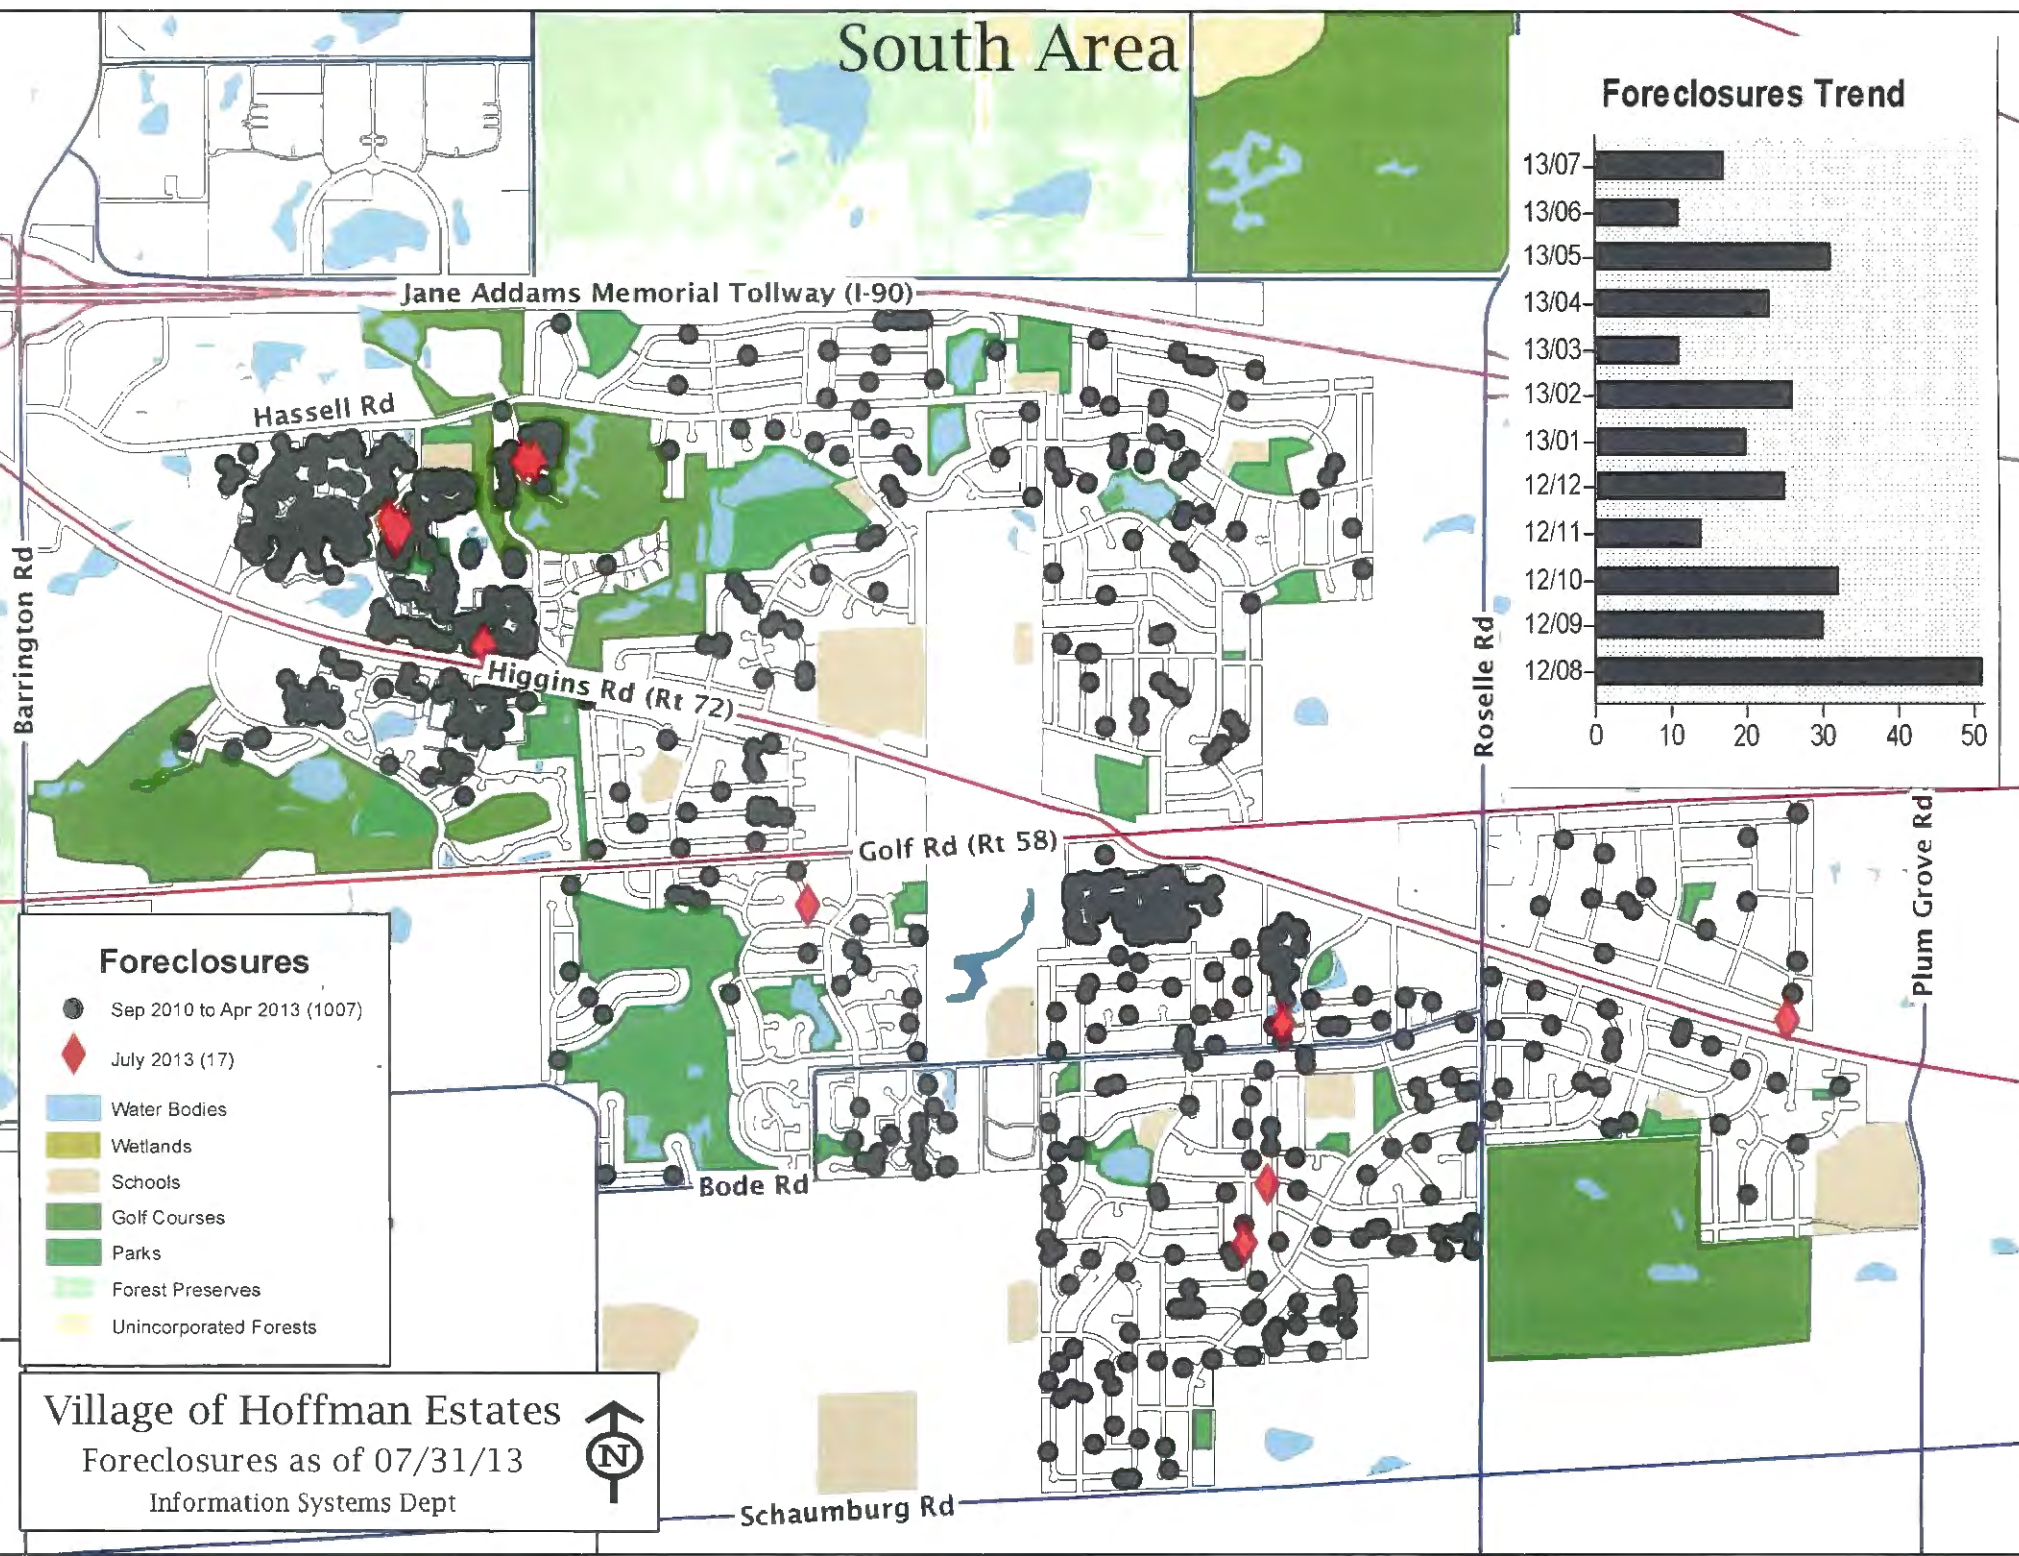 South Area
Foreclosures Trend
13/07
13/06
13/05
13/04
13/03
13/02
13/01
12/12
12/11
12/10
12/09
12/08
0 10 20 30 40 50
Jane Addams Memorial Tollway (I-90)
Hassell Rd
Barrington Rd
Higgins Rd (Rt 72)
Roselle Rd
Golf Rd (Rt 58)
Plum Grove Rd
Bode Rd
Schaumburg Rd
Foreclosures
Sep 2010 to Apr 2013 (1007)
July 2013 (17)
Water Bodies
Wetlands
Schools
Golf Courses
Parks
Forest Preserves
Unincorporated Forests
Village of Hoffman Estates
Foreclosures as of 07/31/13
Information Systems Dept
N